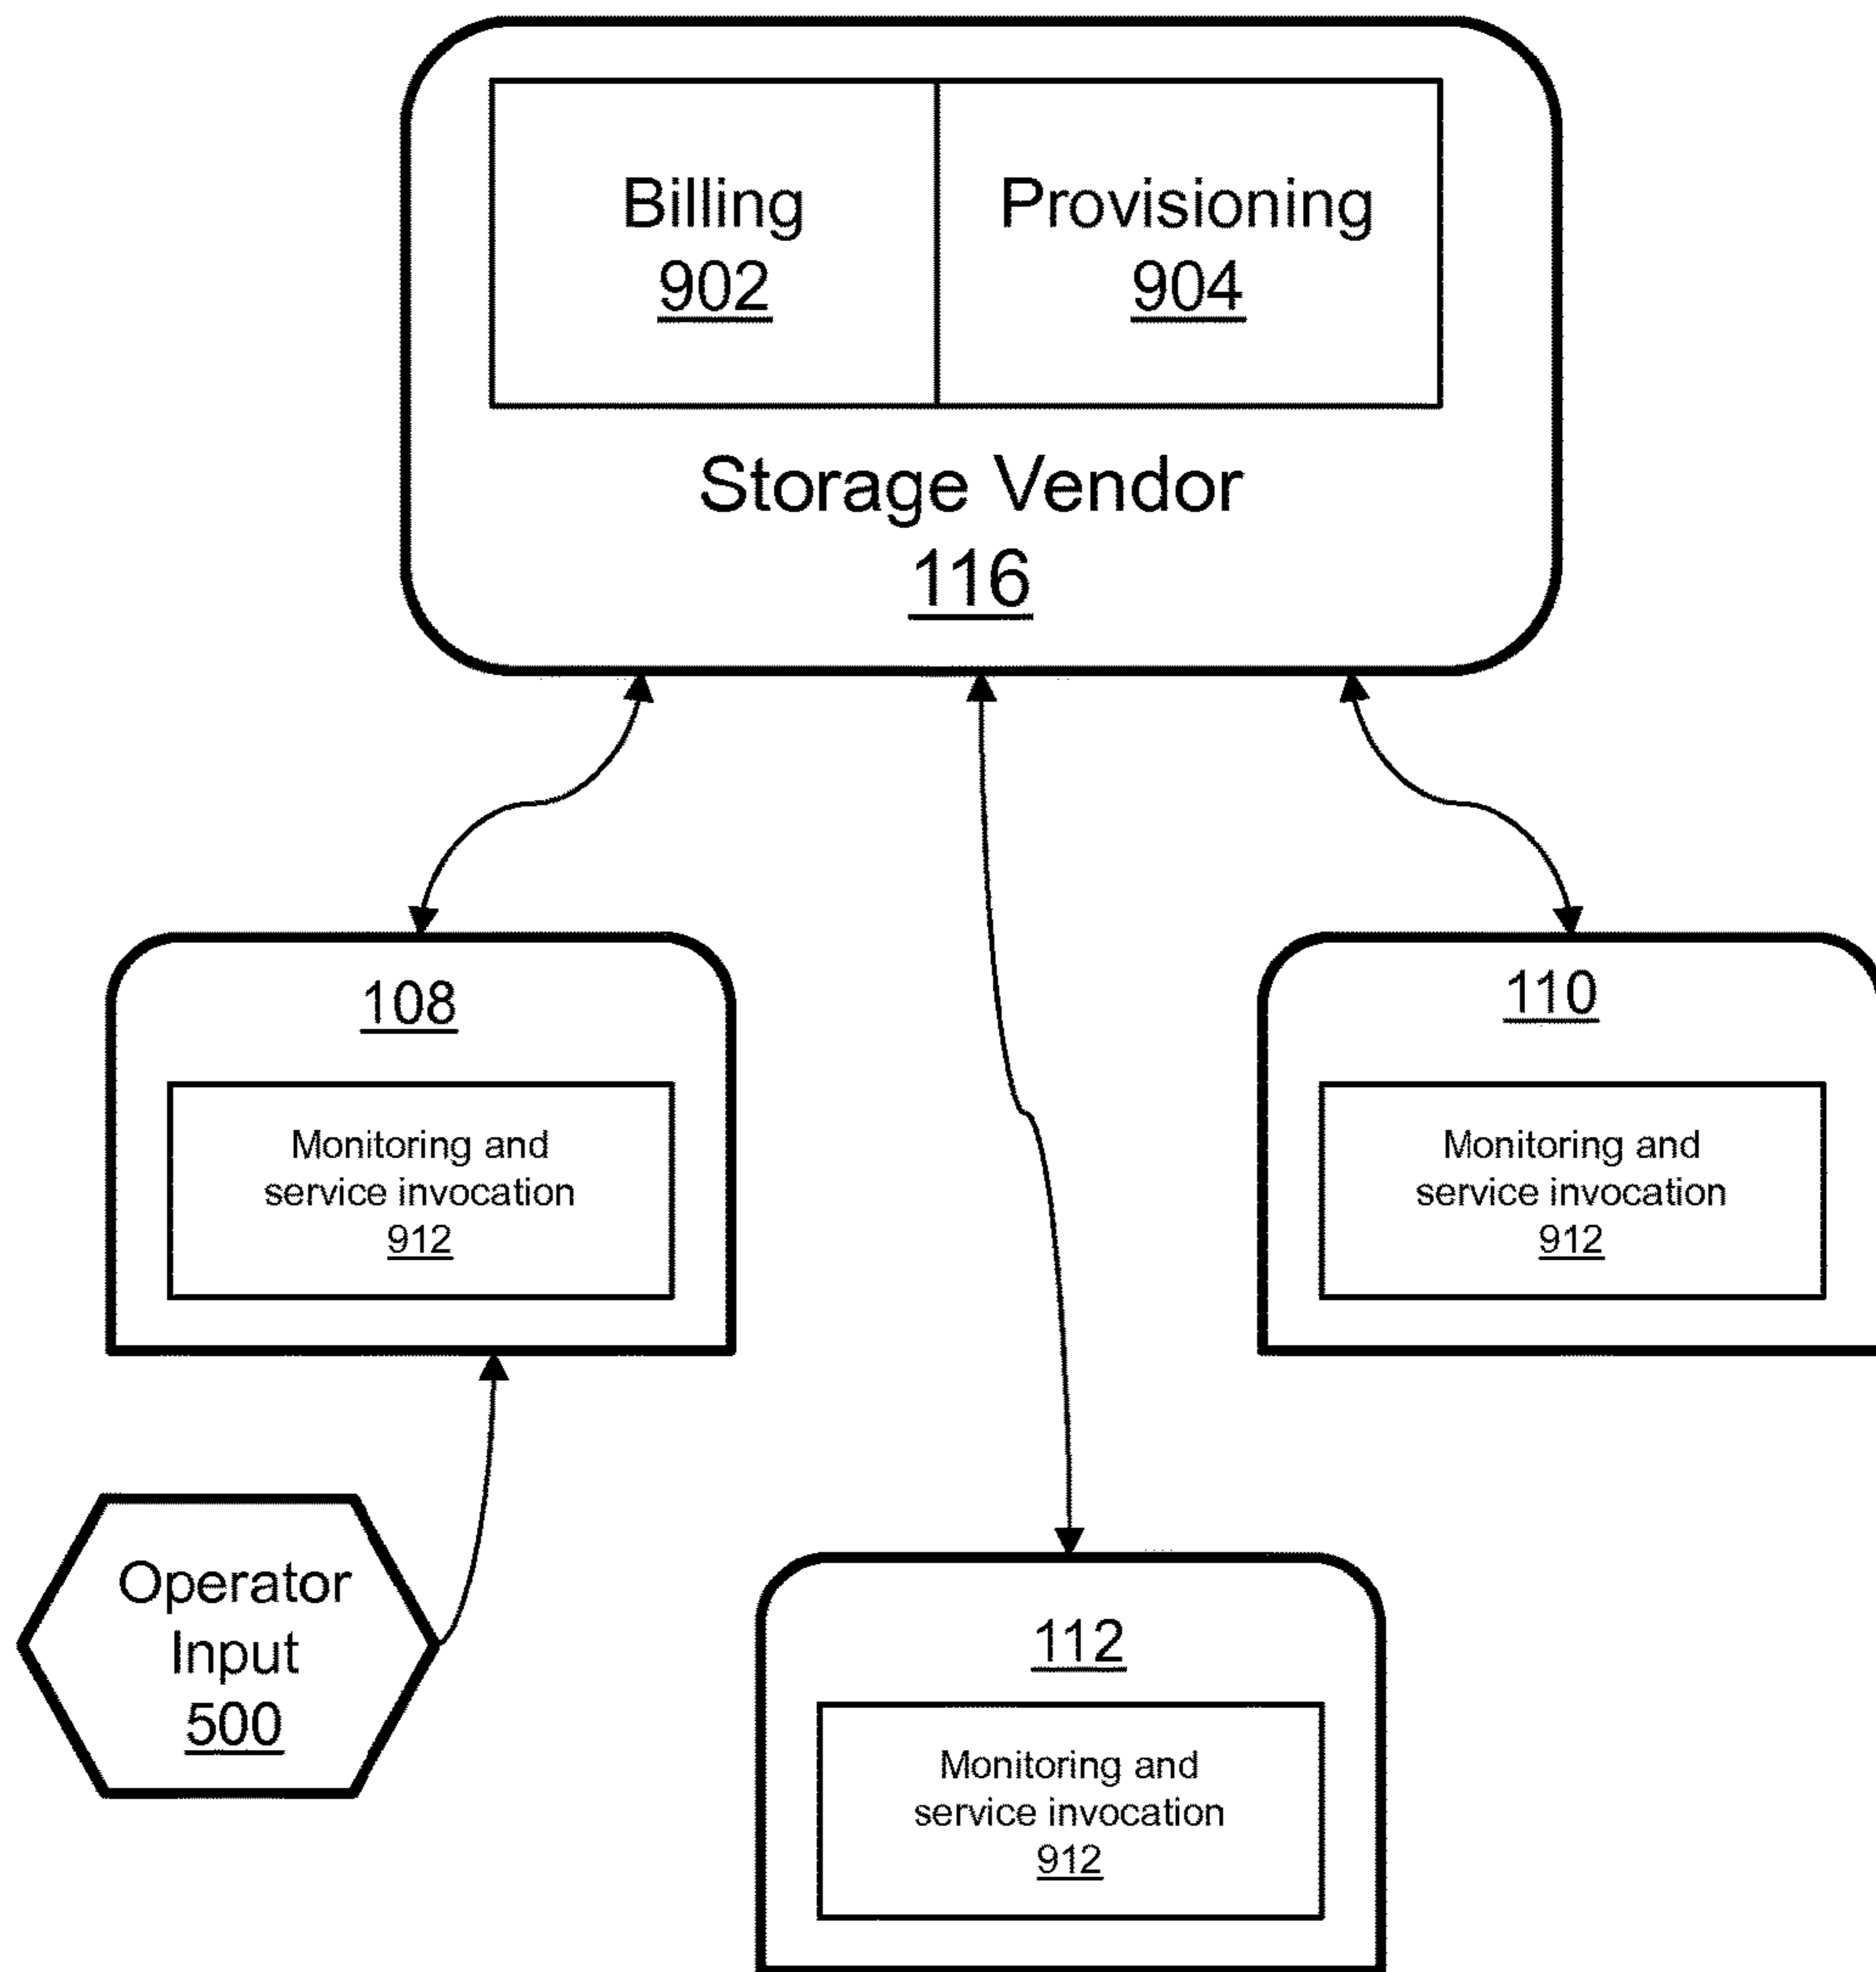 Billing
902
Provisioning
904
Storage Vendor
116
108
Monitoring and
service invocation
912
110
Monitoring and
service invocation
912
Operator
Input
500
112
Monitoring and
service invocation
912